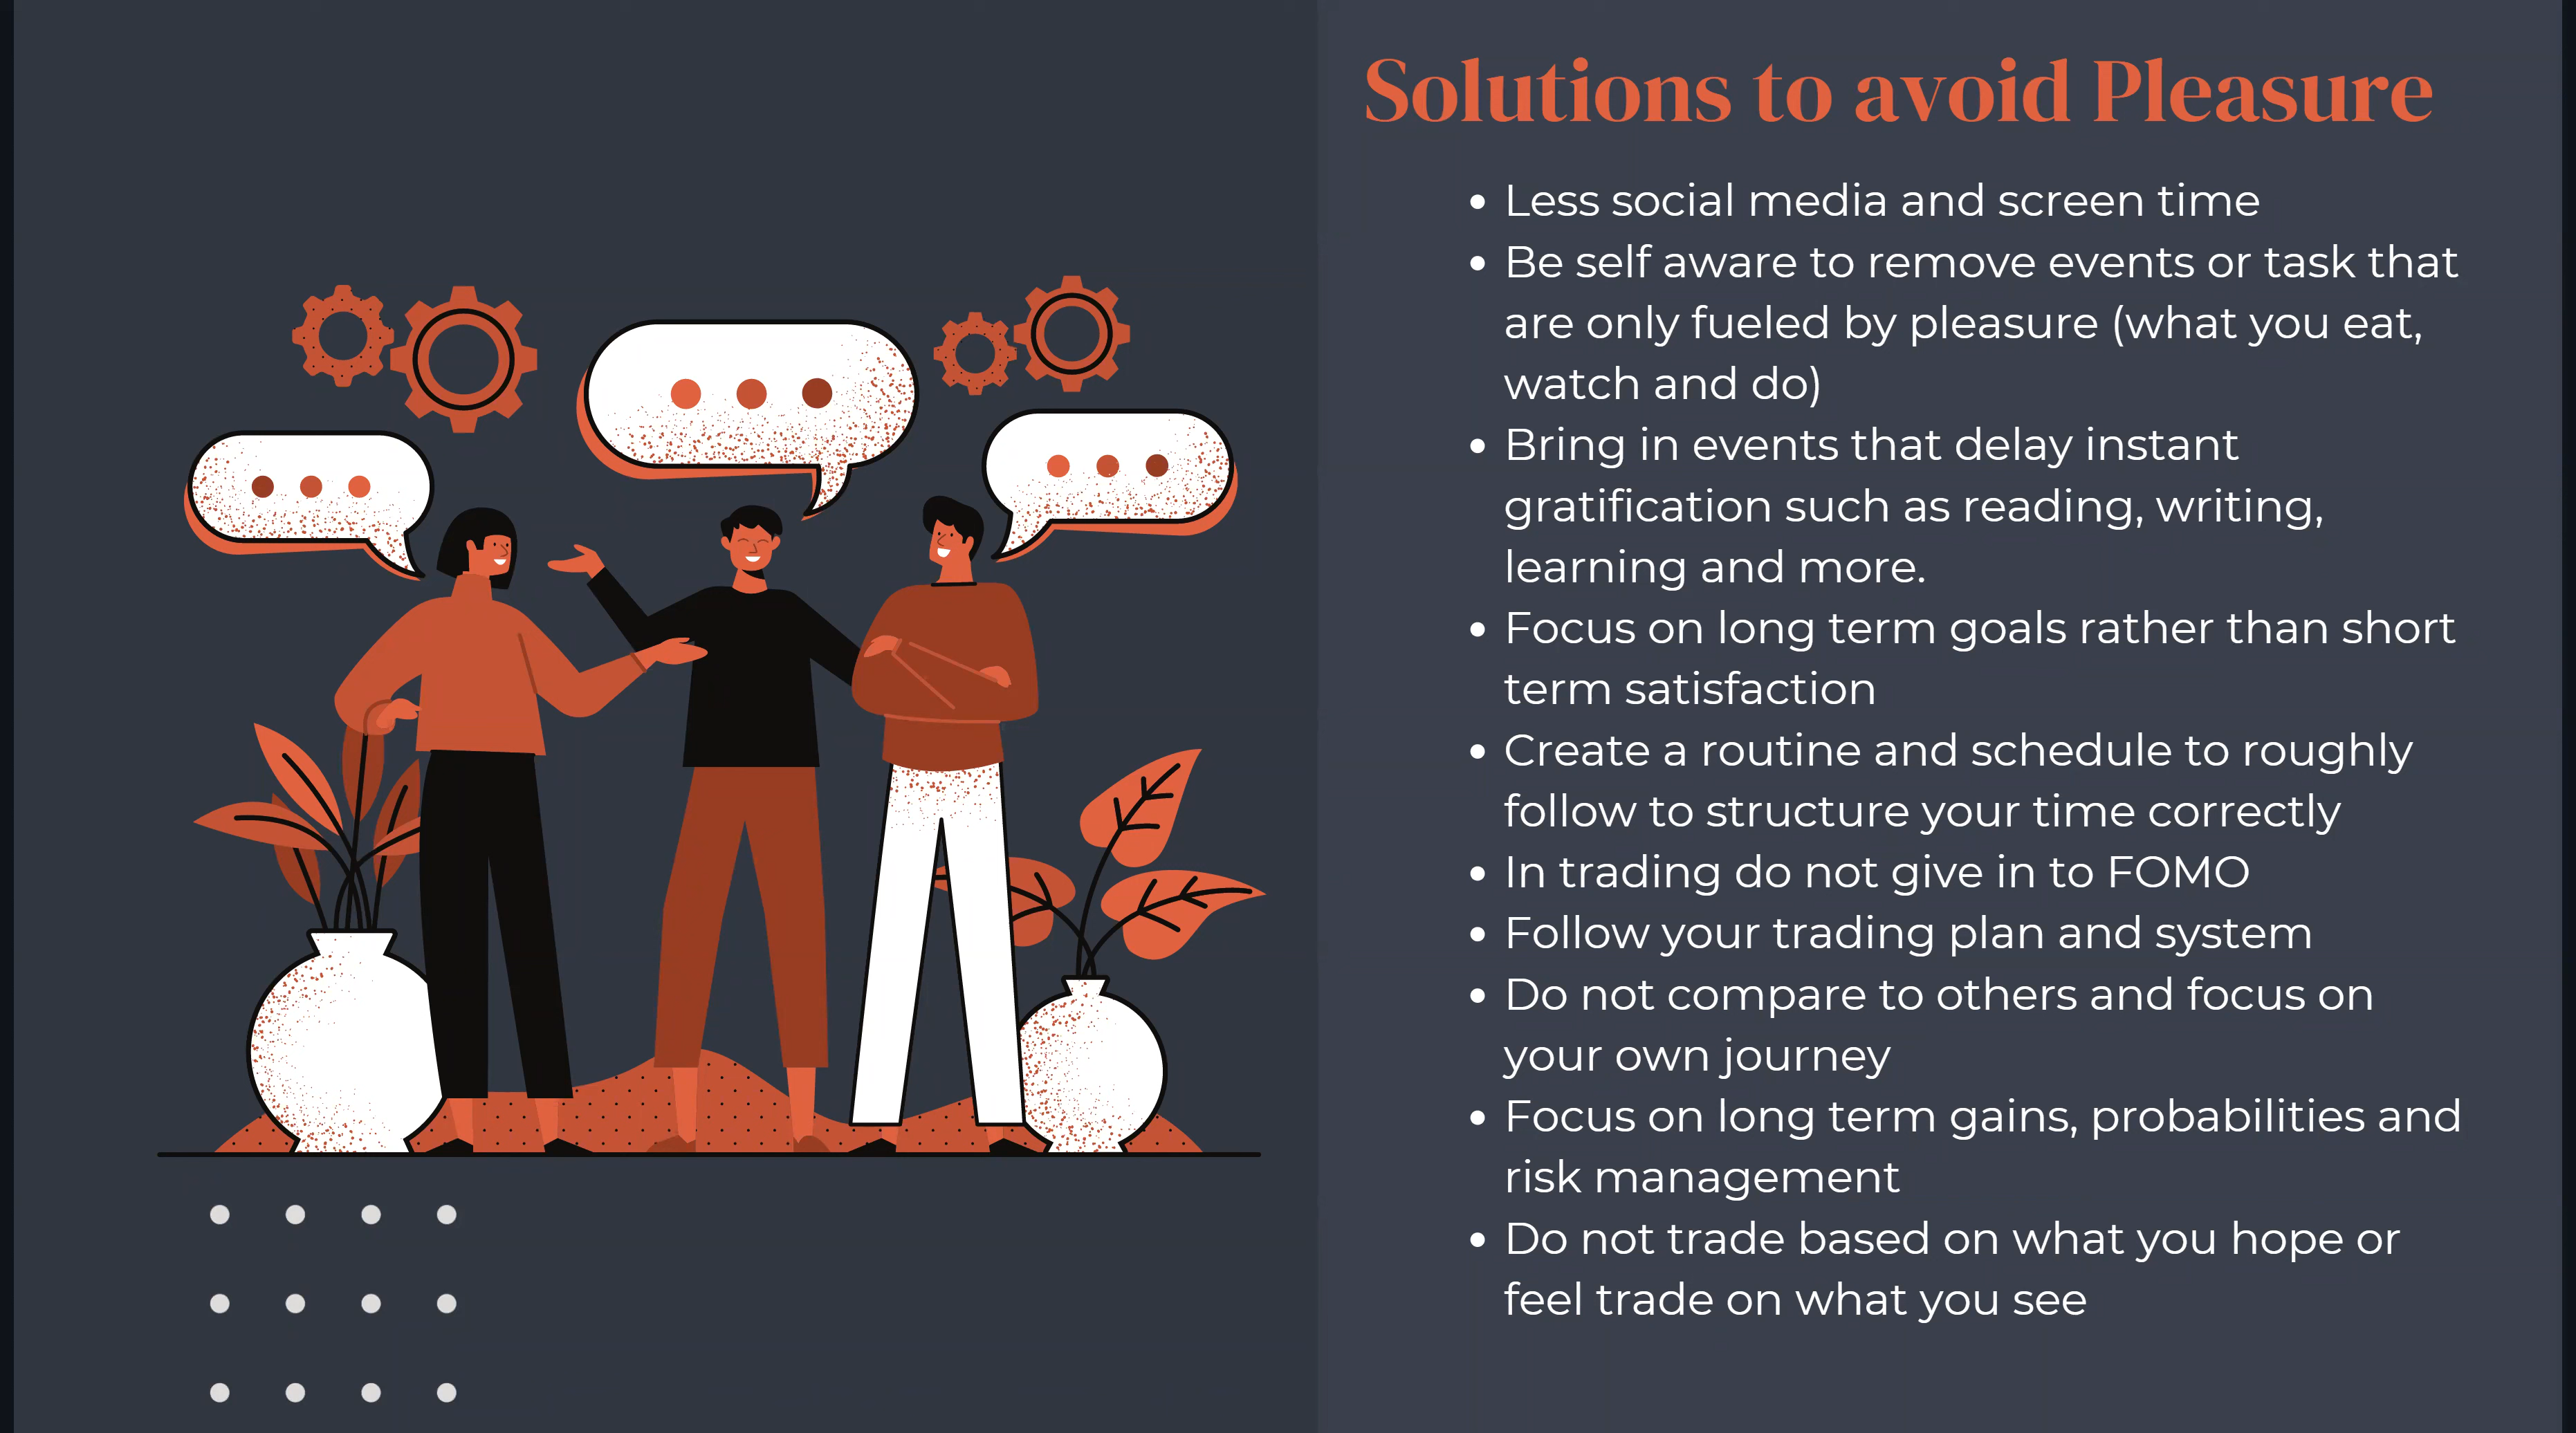 Solutions to avoid Pleasure
• Less social media and screen time
• Be self aware to remove events or task that
are only fueled by pleasure (what you eat,
watch and do)
• Bring in events that delay instant
gratification such as reading, writing,
learning and more.
• Focus on long term goals rather than short
term satisfaction
• Create a routine and schedule to roughly
follow to structure your time correctly
• In trading do not give in to FOMO
• Follow your trading plan and system
• Do not compare to others and focus on
your own journey
• Focus on long term gains, probabilities and
risk management
• Do not trade based on what you hope or
feel trade on what you see